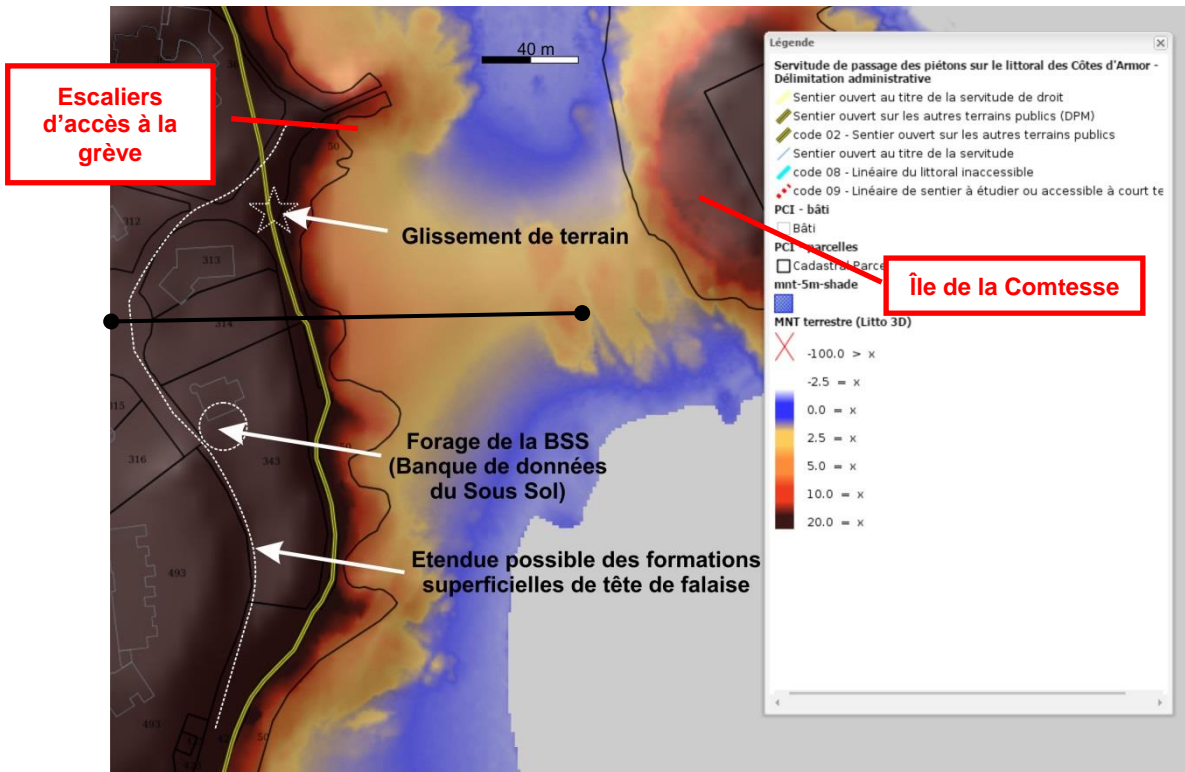 Escaliers
d'accès à la
grève
40 m
50
312
313
Glissement de terrain
314
315
316
343
Forage de la BSS
(Banque de données
du Sous Sol)
Etendue possible des formations
superficielles de tête de falaise
493
493
50
Île de la Comtesse
Légende
Servitude de passage des piétons sur le littoral des Côtes d'Armor -
Délimitation administrative
Sentier ouvert au titre de la servitude de droit
Sentier ouvert sur les autres terrains publics (DPM)
code 02 - Sentier ouvert sur les autres terrains publics
Sentier ouvert au titre de la servitude
code 08 - Linéaire du littoral inaccessible
code 09 - Linéaire de sentier à étudier ou accessible à court te
PCI - bâti
Bâti
PCI - parcelles
Cadastral Parce
mnt-5m-shade
MNT terrestre (Litto 3D)
-100.0 > x
-2.5 = x
0.0 = x
2.5 = x
5.0 = x
10.0 = x
20.0 = x